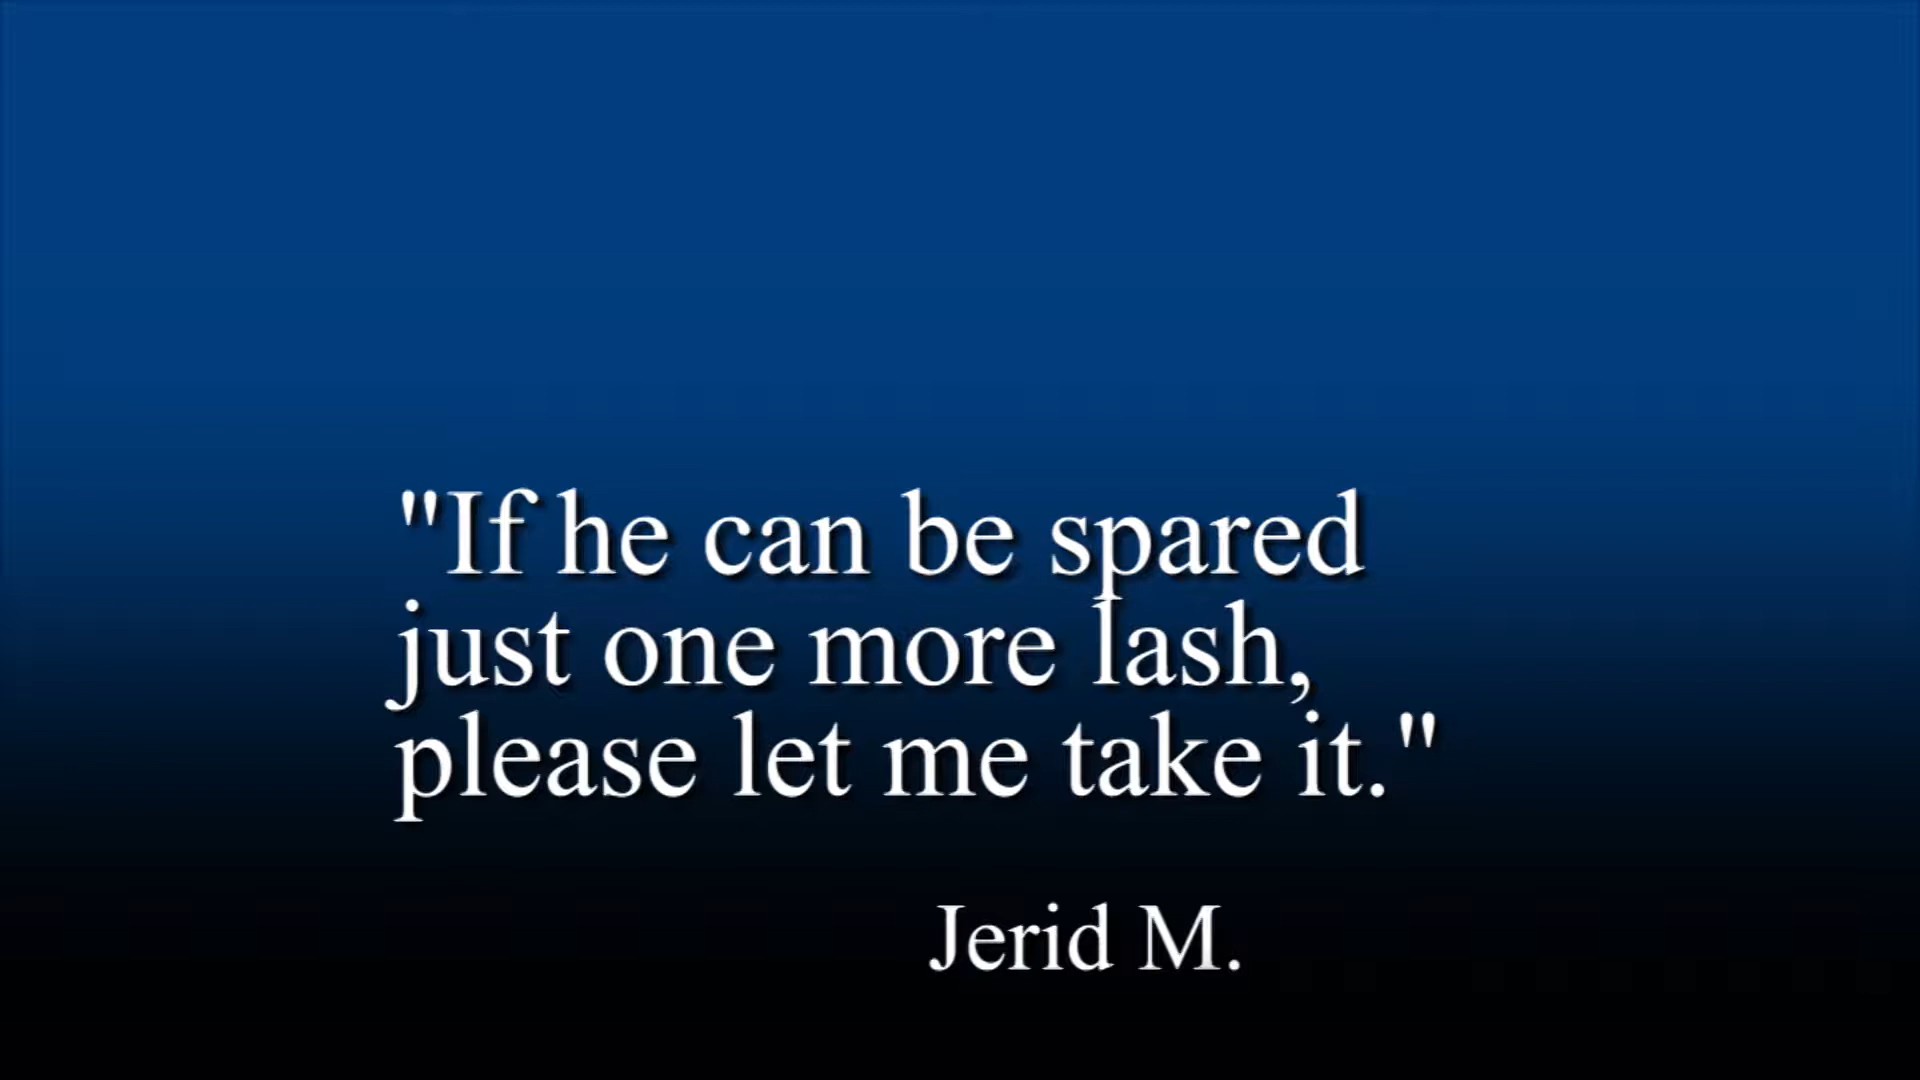 "If he can be spared
just one more lash,
please let me take it."
Jerid M.